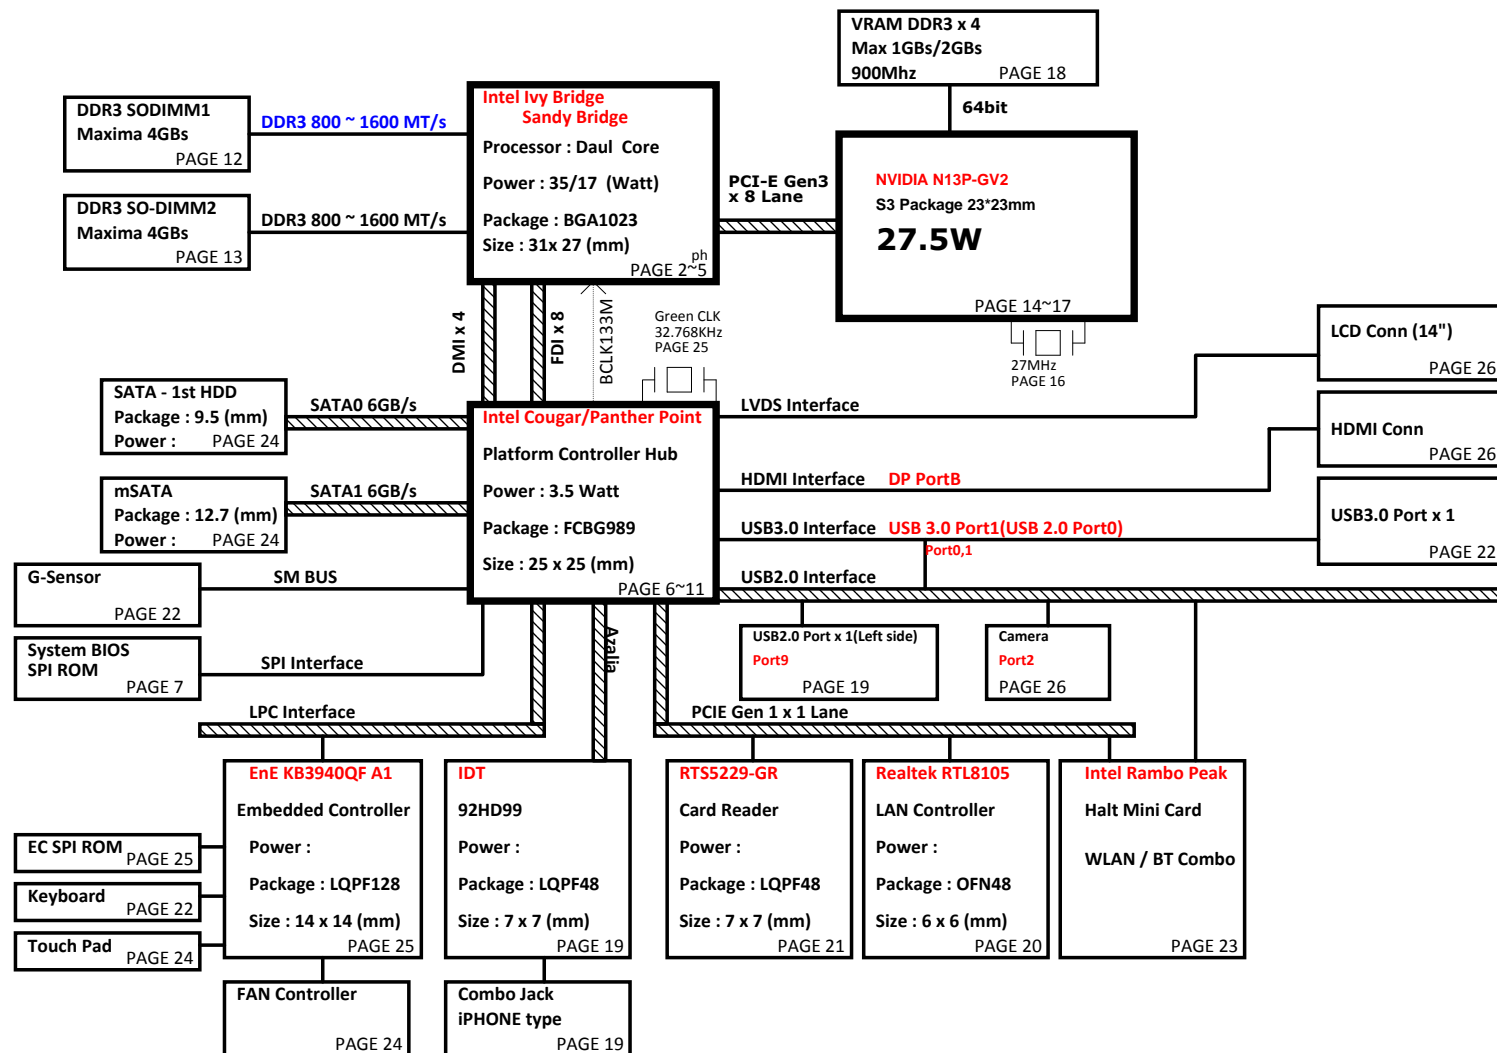 VRAM DDR3 x 4
Max 1GBs/2GBs
900Mhz PAGE 18
64bit
DDR3 SODIMM1
Maxima 4GBs
PAGE 12
DDR3 800 ~ 1600 MT/s
DDR3 SO-DIMM2
Maxima 4GBs
PAGE 13
DDR3 800 ~ 1600 MT/s
Intel Ivy Bridge
Sandy Bridge
Processor : Daul Core
Power : 35/17 (Watt)
Package : BGA1023
Size : 31x 27 (mm)
ph
PAGE 2~5
PCI-E Gen3
x 8 Lane
NVIDIA N13P-GV2
S3 Package 23*23mm
27.5W
PAGE 14~17
27MHz
PAGE 16
DMI x 4
FDI x 8
BCLK133M
Green CLK
32.768KHz
PAGE 25
SATA - 1st HDD
Package : 9.5 (mm)
Power : PAGE 24
SATA0 6GB/s
mSATA
Package : 12.7 (mm)
Power : PAGE 24
SATA1 6GB/s
G-Sensor
PAGE 22
SM BUS
System BIOS
SPI ROM
PAGE 7
SPI Interface
Intel Cougar/Panther Point
Platform Controller Hub
Power : 3.5 Watt
Package : FCBG989
Size : 25 x 25 (mm)
PAGE 6~11
LVDS Interface
LCD Conn (14")
PAGE 26
HDMI Interface DP PortB
HDMI Conn
PAGE 26
USB3.0 Interface USB 3.0 Port1(USB 2.0 Port0)
Port0,1
USB3.0 Port x 1
PAGE 22
USB2.0 Interface
USB2.0 Port x 1(Left side)
Port9
PAGE 19
Camera
Port2
PAGE 26
Azalia
LPC Interface
PCIE Gen 1 x 1 Lane
EnE KB3940QF A1
Embedded Controller
Power :
Package : LQPF128
Size : 14 x 14 (mm)
PAGE 25
IDT
92HD99
Power :
Package : LQPF48
Size : 7 x 7 (mm)
PAGE 19
RTS5229-GR
Card Reader
Power :
Package : LQPF48
Size : 7 x 7 (mm)
PAGE 21
Realtek RTL8105
LAN Controller
Power :
Package : OFN48
Size : 6 x 6 (mm)
PAGE 20
Intel Rambo Peak
Halt Mini Card
WLAN / BT Combo
PAGE 23
EC SPI ROM
PAGE 25
Keyboard
PAGE 22
Touch Pad
PAGE 24
FAN Controller
PAGE 24
Combo Jack
iPHONE type
PAGE 19